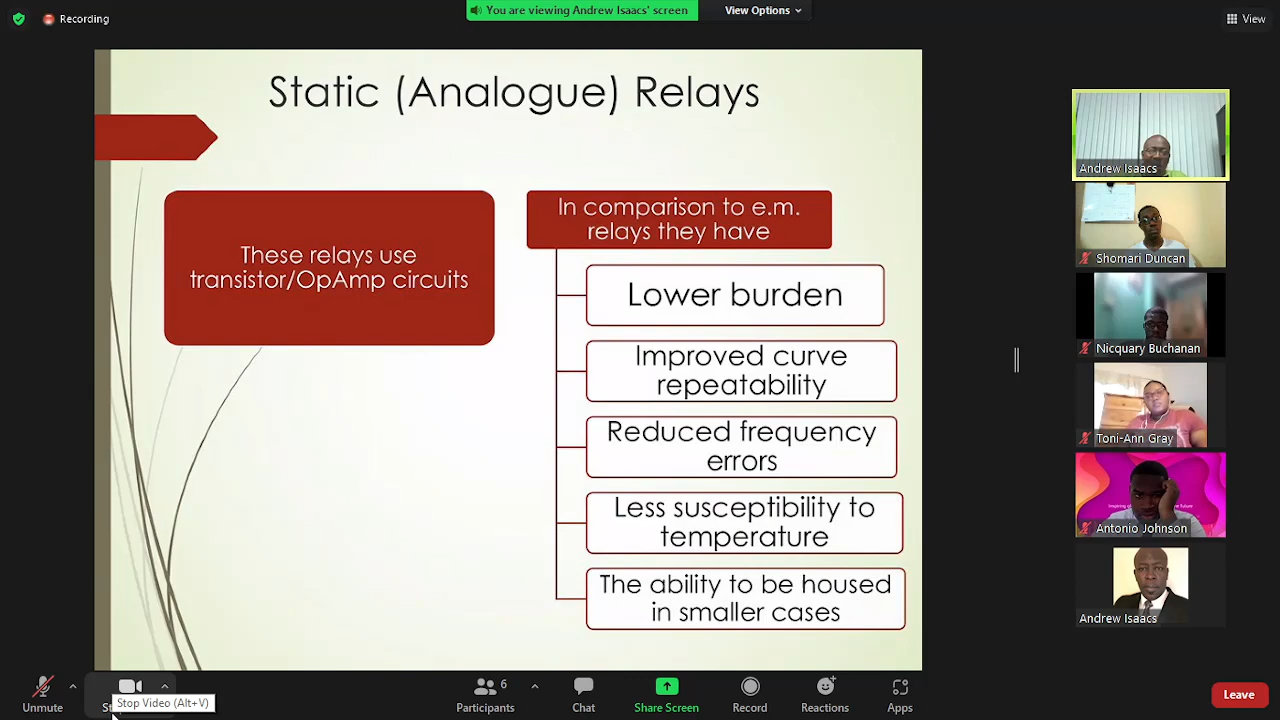 Recording
You are viewing Andrew Isaacs' screen
View Options
View
Static (Analogue) Relays
These relays use
transistor/OpAmp circuits
In comparison to e.m.
relays they have
Lower burden
Improved curve
repeatability
Reduced frequency
errors
Less susceptibility to
temperature
The ability to be housed
in smaller cases
Andrew Isaacs
Shomari Duncan
Nicquary Buchanan
Toni-Ann Gray
Antonio Johnson
Andrew Isaacs
Unmute
Stop Video (Alt+V)
6
Participants
Chat
Share Screen
Record
Reactions
Apps
Leave